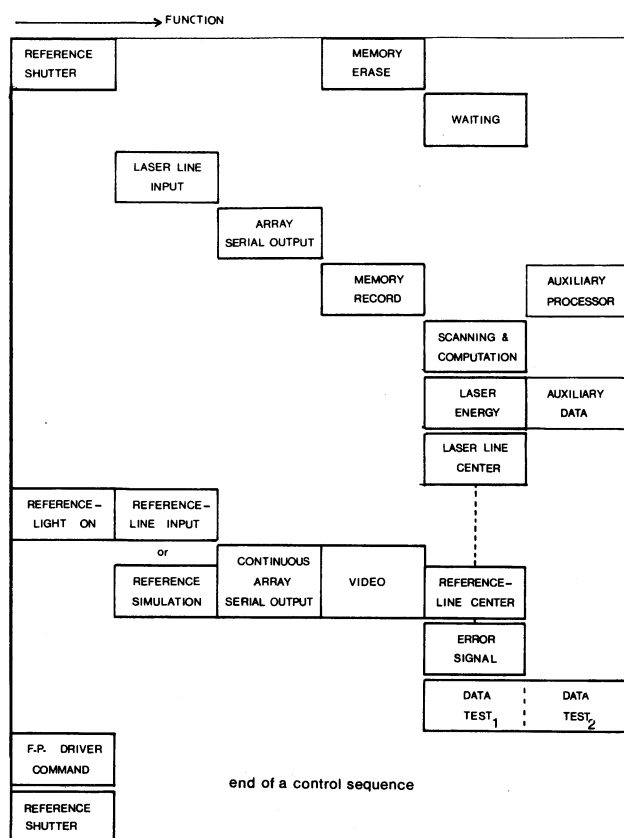 FUNCTION
REFERENCE
SHUTTER
MEMORY
ERASE
WAITING
LASER LINE
INPUT
ARRAY
SERIAL OUTPUT
MEMORY
RECORD
AUXILIARY
PROCESSOR
SCANNING &
COMPUTATION
LASER
ENERGY
AUXILIARY
DATA
LASER LINE
CENTER
REFERENCE-
LIGHT ON
REFERENCE-
LINE INPUT
or
REFERENCE
SIMULATION
CONTINUOUS
ARRAY
SERIAL OUTPUT
VIDEO
REFERENCE-
LINE CENTER
ERROR
SIGNAL
DATA
TEST1
DATA
TEST2
F.P. DRIVER
COMMAND
end of a control sequence
REFERENCE
SHUTTER